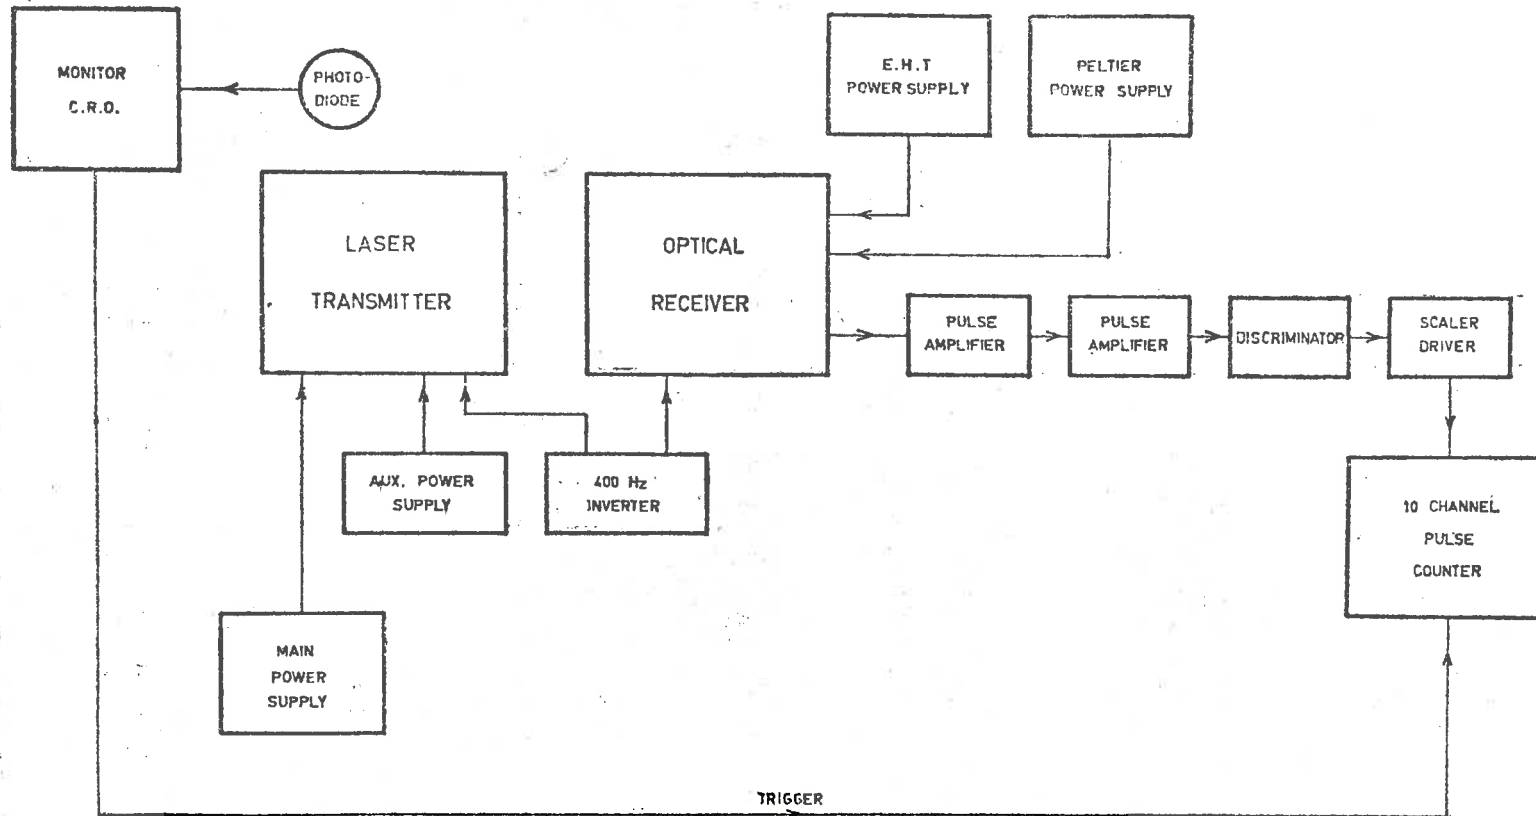 MONITOR
C.R.O.
PHOTO-
DIODE
E.H.T
POWER SUPPLY
PELTIER
POWER SUPPLY
LASER
TRANSMITTER
OPTICAL
RECEIVER
PULSE
AMPLIFIER
PULSE
AMPLIFIER
DISCRIMINATOR
SCALER
DRIVER
AUX. POWER
SUPPLY
400 Hz
INVERTER
10 CHANNEL
PULSE
COUNTER
MAIN
POWER
SUPPLY
TRIGGER